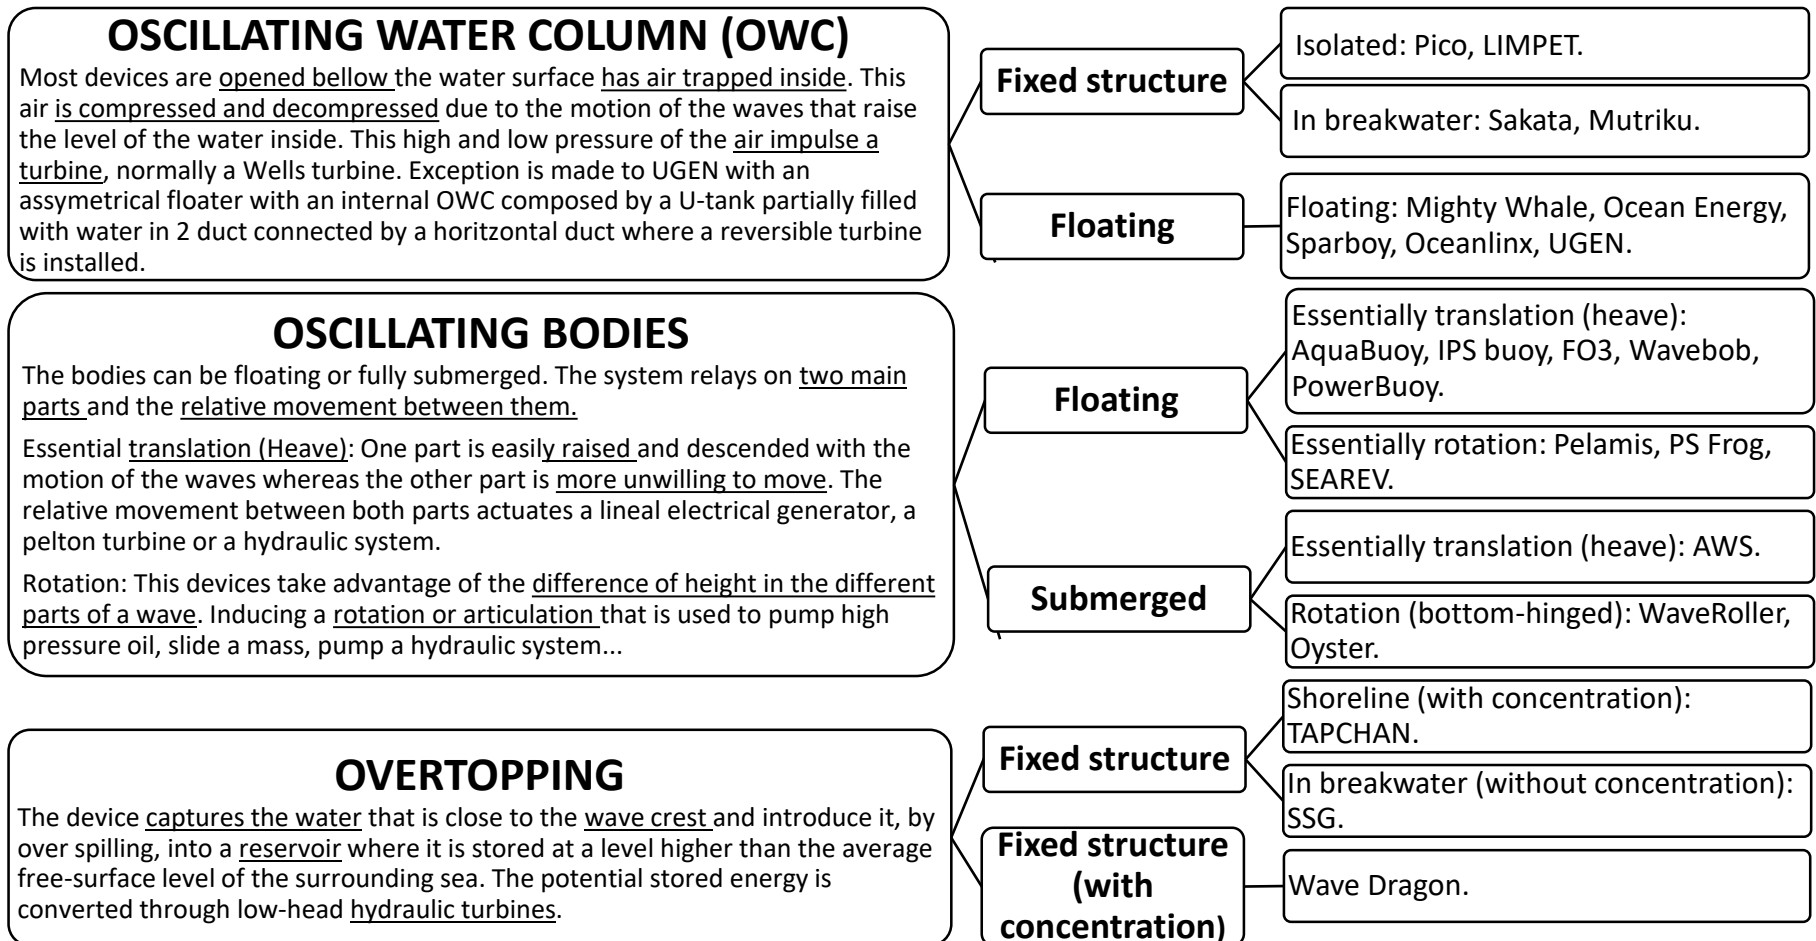 OSCILLATING WATER COLUMN (OWC)
Most devices are opened bellow the water surface has air trapped inside. This
air is compressed and decompressed due to the motion of the waves that raise
the level of the water inside. This high and low pressure of the air impulse a
turbine, normally a Wells turbine. Exception is made to UGEN with an
assymetrical floater with an internal OWC composed by a U-tank partially filled
with water in 2 duct connected by a horitzontal duct where a reversible turbine
is installed.
Fixed structure
Isolated: Pico, LIMPET.
In breakwater: Sakata, Mutriku.
Floating
Floating: Mighty Whale, Ocean Energy,
Sparboy, Oceanlinx, UGEN.
OSCILLATING BODIES
The bodies can be floating or fully submerged. The system relays on two main
parts and the relative movement between them.
Essential translation (Heave): One part is easily raised and descended with the
motion of the waves whereas the other part is more unwilling to move. The
relative movement between both parts actuates a lineal electrical generator, a
pelton turbine or a hydraulic system.
Rotation: This devices take advantage of the difference of height in the different
parts of a wave. Inducing a rotation or articulation that is used to pump high
pressure oil, slide a mass, pump a hydraulic system...
Floating
Essentially translation (heave):
AquaBuoy, IPS buoy, FO3, Wavebob,
PowerBuoy.
Essentially rotation: Pelamis, PS Frog,
SEAREV.
Submerged
Essentially translation (heave): AWS.
Rotation (bottom-hinged): WaveRoller,
Oyster.
OVERTOPPING
The device captures the water that is close to the wave crest and introduce it, by
over spilling, into a reservoir where it is stored at a level higher than the average
free-surface level of the surrounding sea. The potential stored energy is
converted through low-head hydraulic turbines.
Fixed structure
Shoreline (with concentration):
TAPCHAN.
In breakwater (without concentration):
SSG.
Fixed structure
(with
concentration)
Wave Dragon.